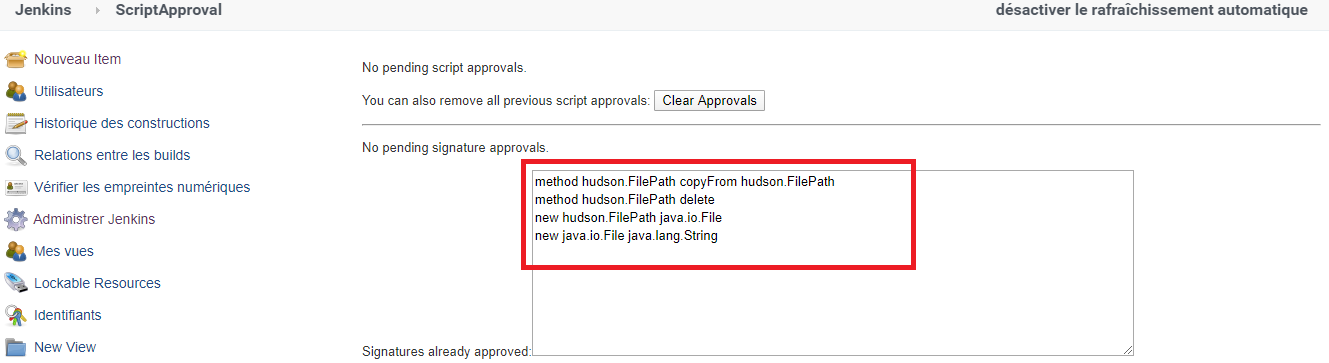 Jenkins ScriptApproval désactiver le rafraîchissement automatique
Nouveau Item
Utilisateurs
Historique des constructions
Relations entre les builds
Vérifier les empreintes numériques
Administrer Jenkins
Mes vues
Lockable Resources
Identifiants
New View
No pending script approvals.
You can also remove all previous script approvals: Clear Approvals
No pending signature approvals.
method hudson.FilePath copyFrom hudson.FilePath
method hudson.FilePath delete
new hudson.FilePath java.io.File
new java.io.File java.lang.String
Signatures already approved: